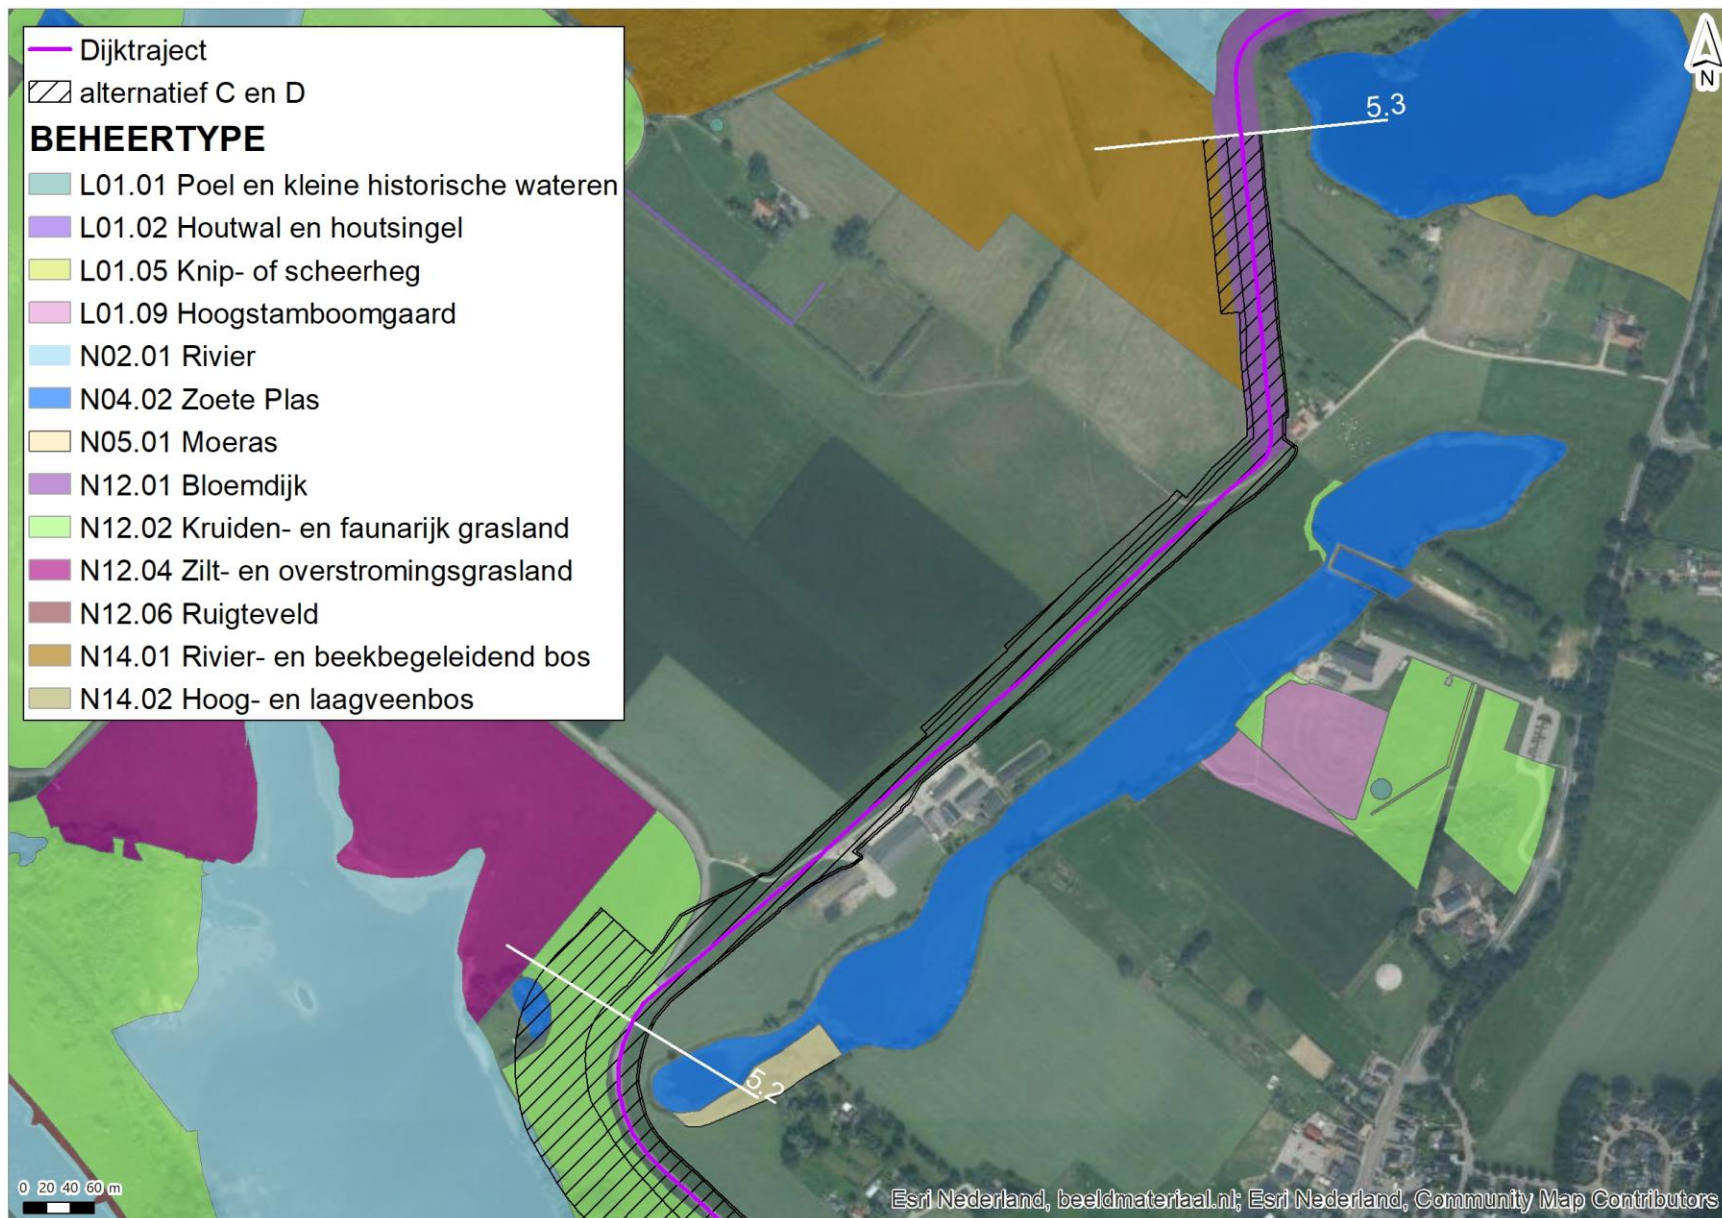 Dijktraject
alternatief C en D
BEHEERTYPE
L01.01 Poel en kleine historische wateren
L01.02 Houtwal en houtsingel
L01.05 Knip- of scheerheg
L01.09 Hoogstamboomgaard
N02.01 Rivier
N04.02 Zoete Plas
N05.01 Moeras
N12.01 Bloemdijk
N12.02 Kruiden- en faunarijk grasland
N12.04 Zilt- en overstromingsgrasland
N12.06 Ruigteveld
N14.01 Rivier- en beekbegeleidend bos
N14.02 Hoog- en laagveenbos
N
5.3
5.2
0 20 40 60 m
Esri Nederland, beeldmateriaal.nl; Esri Nederland, Community Map Contributors